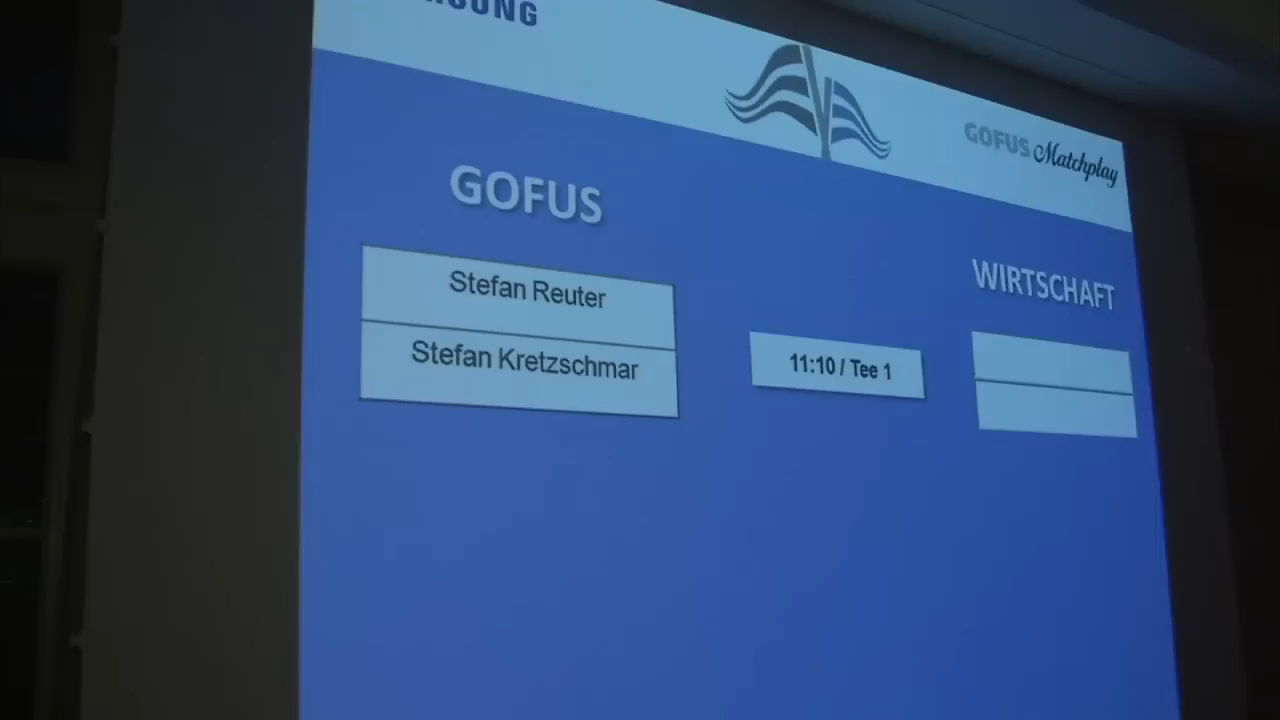 GOFUS Matchplay
GOFUS
WIRTSCHAFT
Stefan Reuter
Stefan Kretzschmar
11:10 / Tee 1